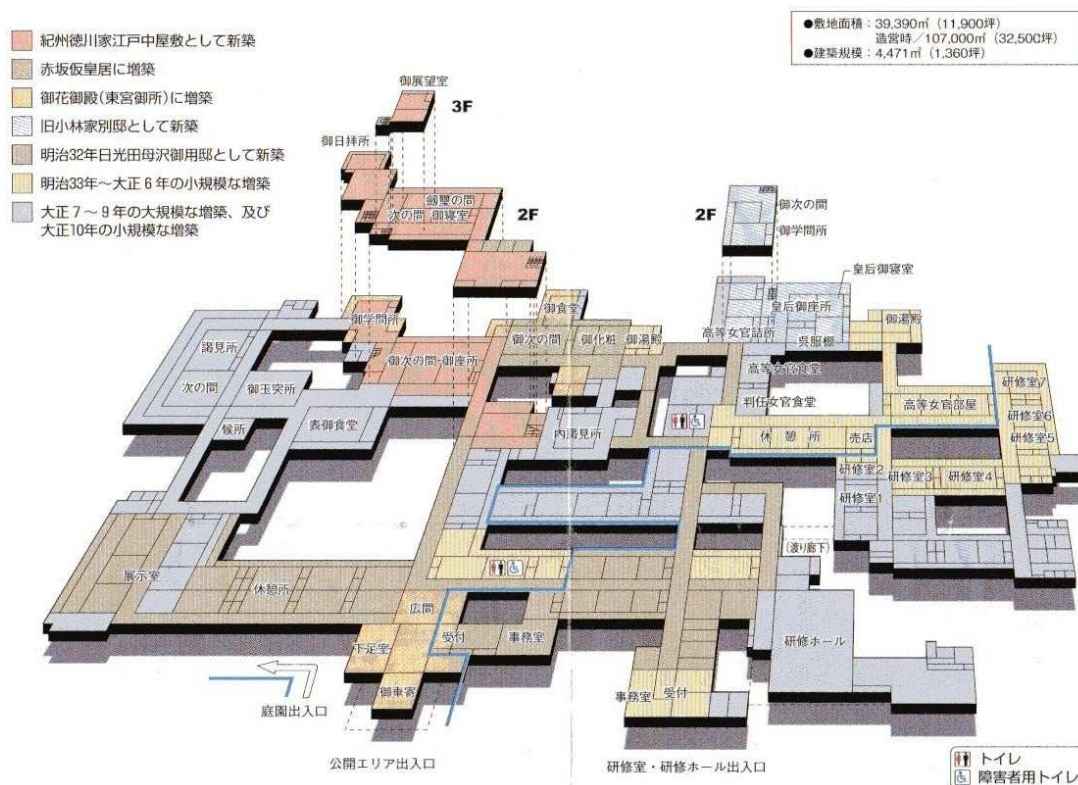 紀州徳川家江戸中屋敷として新築
赤坂仮皇居に増築
御花御殿(東宮御所)に増築
旧小林家別邸として新築
明治32年日光田母沢御用邸として新築
明治33年～大正6年の小規模な増築
大正7～9年の大規模な増築、及び
大正10年の小規模な増築
●敷地面積：39,390㎡(11,900坪)
造営時／107,000㎡(32,500坪)
●建築規模：4,471㎡(1,360坪)
御展望室
3F
御日拝所
劔璽の間
次の間 御寝室
2F
2F
御次の間
御学問所
皇后御寝室
皇后御座所
高等女官詰所
呉服棚
御湯殿
高等女官食堂
御食堂
御学問所
御次の間
御化粧
御湯殿
御次の間・御座所
謁見所
次の間
御玉突所
表御食堂
候所
内謁見所
判任女官食堂
高等女官部屋
休憩所
売店
研修室7
研修室6
研修室5
研修室2
研修室3
研修室4
研修室1
(渡り廊下)
展示室
休憩所
広間
受付
事務室
下足室
御車寄
研修ホール
事務室
受付
庭園出入口
公開エリア出入口
研修室・研修ホール出入口
トイレ
障害者用トイレ